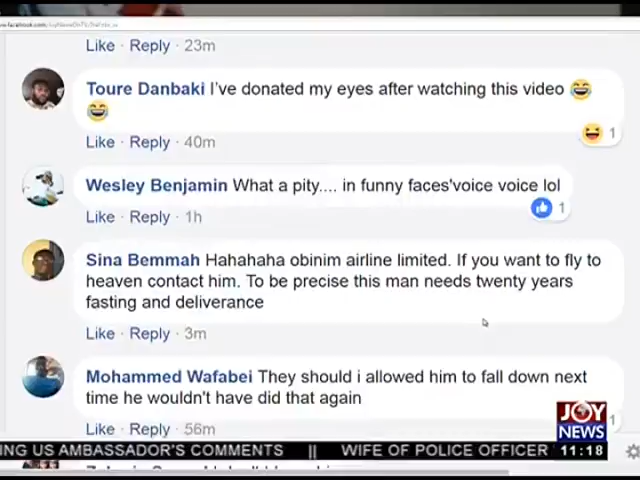 Like · Reply · 23m
Toure Danbaki I've donated my eyes after watching this video 😂
😂
1
Like · Reply · 40m
Wesley Benjamin What a pity.... in funny faces'voice voice lol
1
Like · Reply · 1h
Sina Bemmah Hahahaha obinim airline limited. If you want to fly to
heaven contact him. To be precise this man needs twenty years
fasting and deliverance
Like · Reply · 3m
Mohammed Wafabei They should i allowed him to fall down next
time he wouldn't have did that again
1
Like · Reply · 56m
JOY
NEWS
ING US AMBASSADOR'S COMMENTS || WIFE OF POLICE OFFICER
11:18